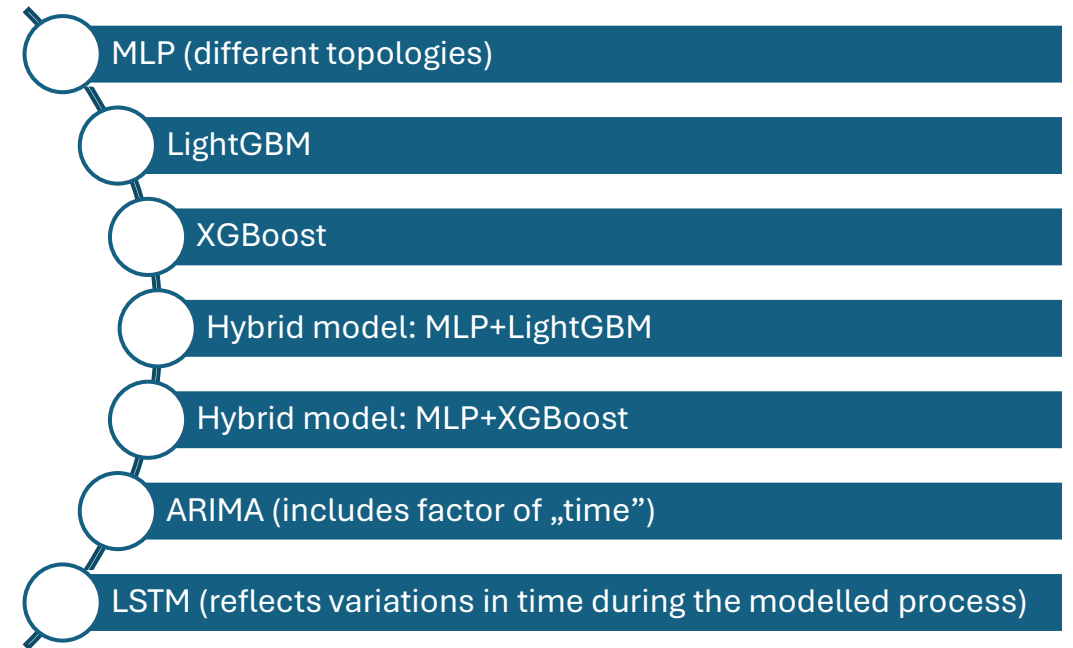 MLP (different topologies)
LightGBM
XGBoost
Hybrid model: MLP+LightGBM
Hybrid model: MLP+XGBoost
ARIMA (includes factor of „time”)
LSTM (reflects variations in time during the modelled process)